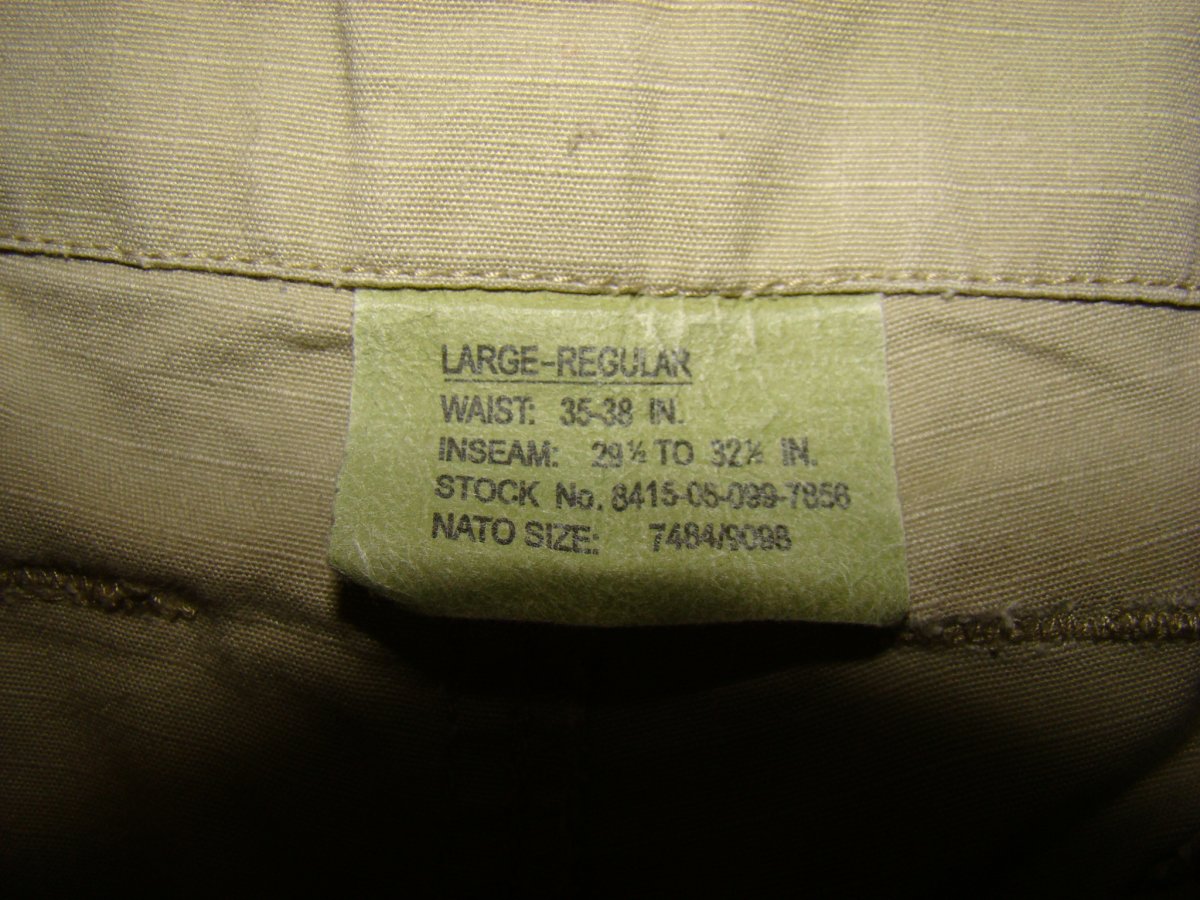 LARGE-REGULAR
WAIST: 35-38 IN.
INSEAM: 29½ TO 32½ IN.
STOCK No. 8415-05-099-7856
NATO SIZE: 7484/9098